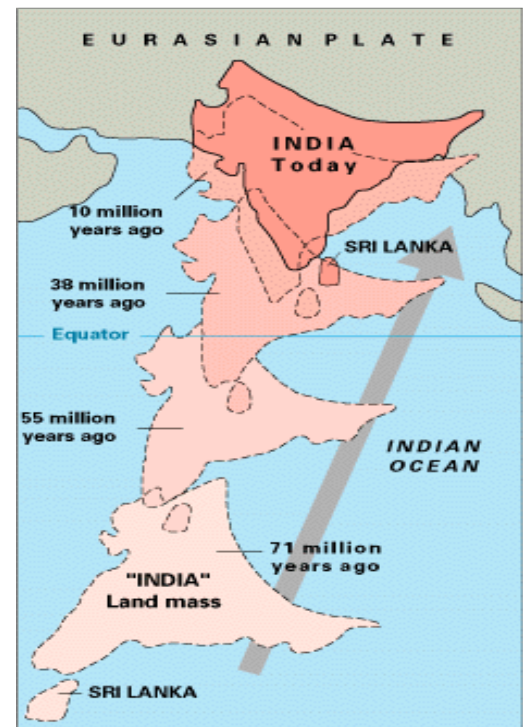 EURASIAN PLATE
INDIA
Today
10 million
years ago
SRI LANKA
38 million
years ago
Equator
55 million
years ago
INDIAN
OCEAN
71 million
years ago
"INDIA"
Land mass
SRI LANKA